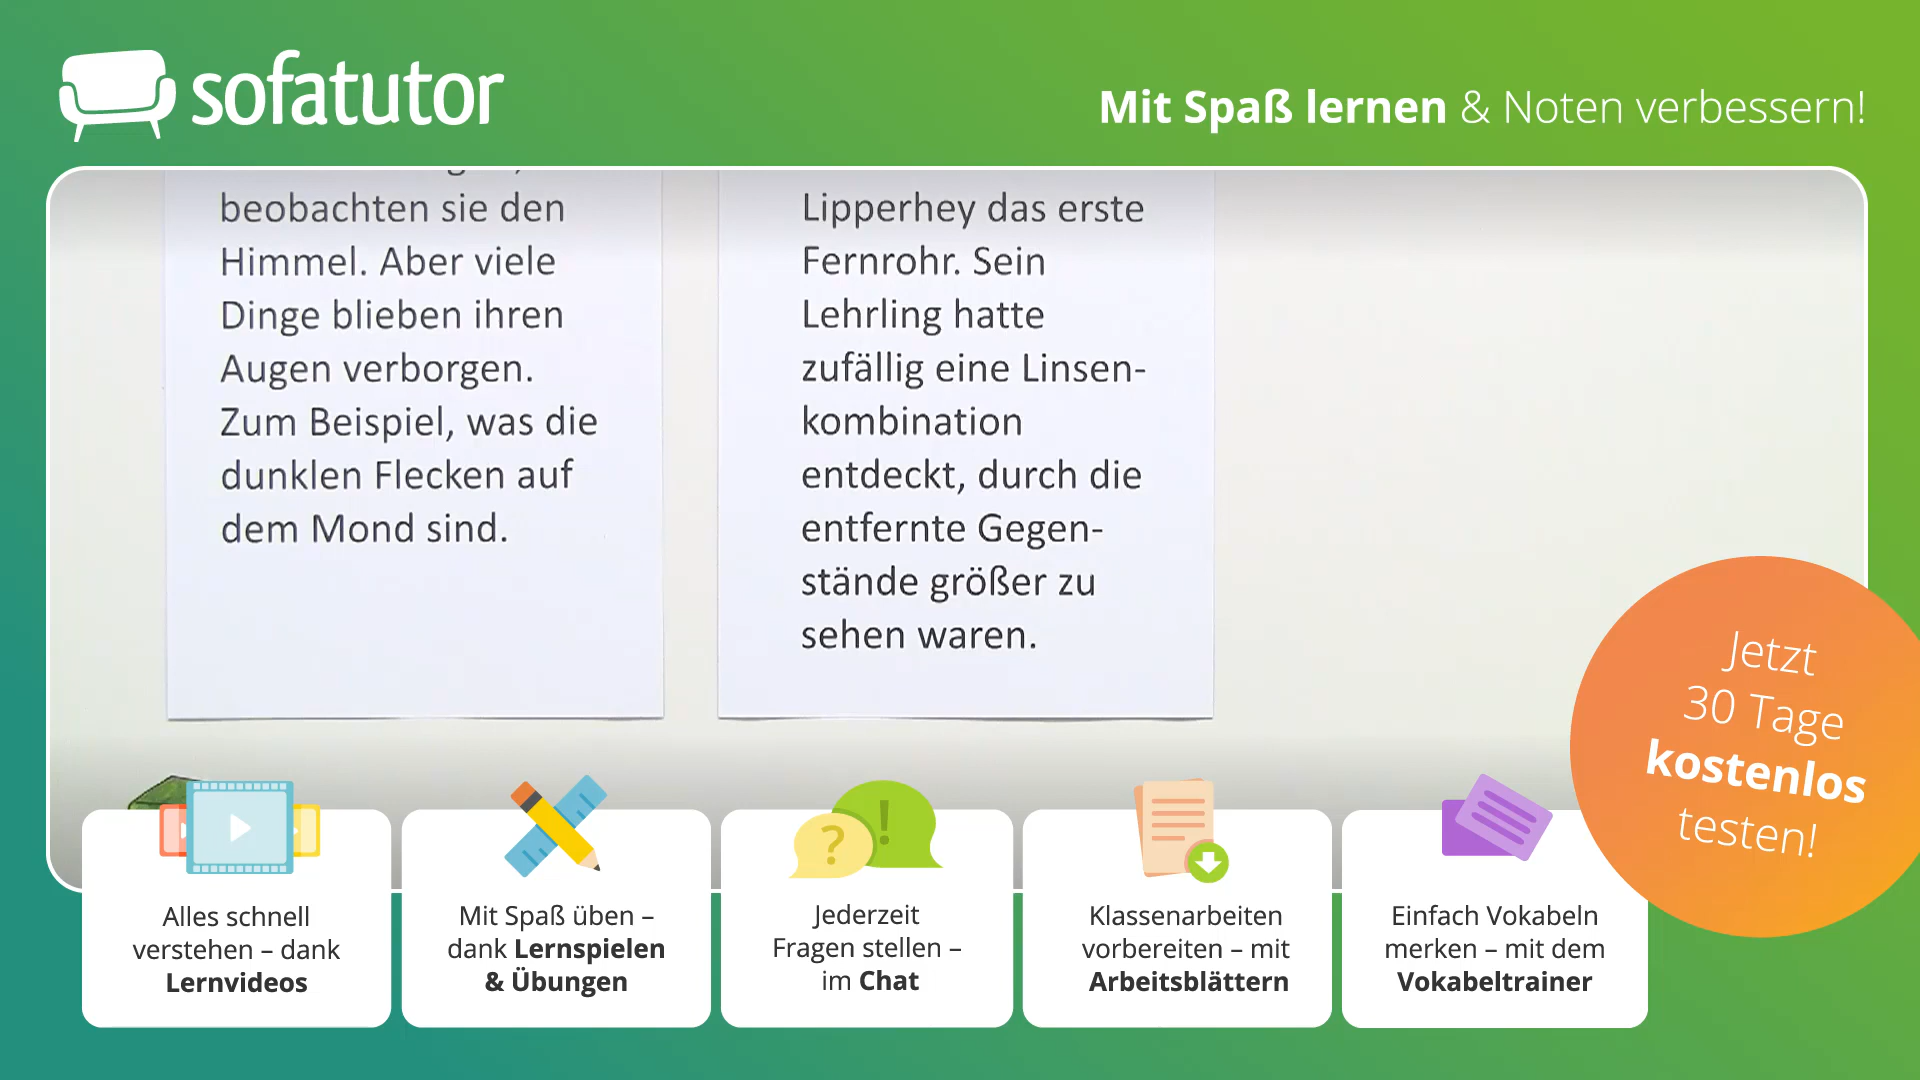 sofatutor
Mit Spaß lernen & Noten verbessern!
beobachten sie den
Himmel. Aber viele
Dinge blieben ihren
Augen verborgen.
Zum Beispiel, was die
dunklen Flecken auf
dem Mond sind.
Lipperhey das erste
Fernrohr. Sein
Lehrling hatte
zufällig eine Linsen-
kombination
entdeckt, durch die
entfernte Gegen-
stände größer zu
sehen waren.
Jetzt
30 Tage
kostenlos
testen!
?
!
Alles schnell
verstehen – dank
Lernvideos
Mit Spaß üben –
dank Lernspielen
& Übungen
Jederzeit
Fragen stellen –
im Chat
Klassenarbeiten
vorbereiten – mit
Arbeitsblättern
Einfach Vokabeln
merken – mit dem
Vokabeltrainer